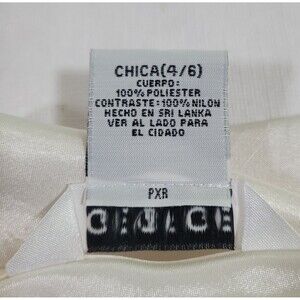 CHICA(4/6)
CUERPO:
100% POLIESTER
CONTRASTE: 100% NILON
HECHO EN SRI LANKA
VER AL LADO PARA
EL CIDADO
PXR